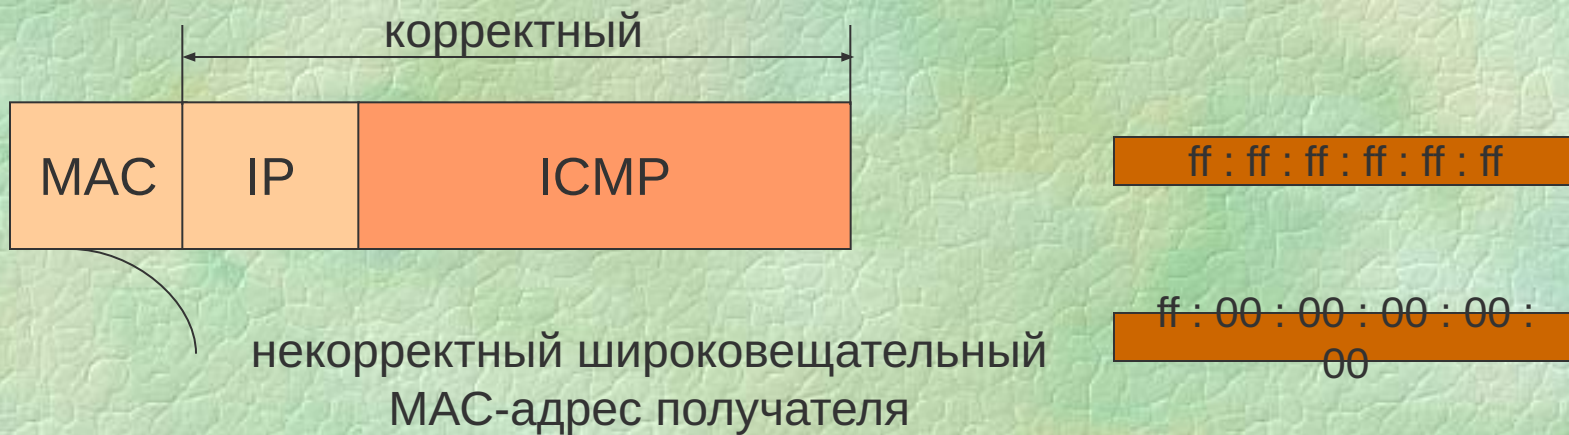 корректный
MAC IP ICMP
ff : ff : ff : ff : ff : ff
ff : 00 : 00 : 00 : 00 :
00
некорректный широковещательный
MAC-адрес получателя